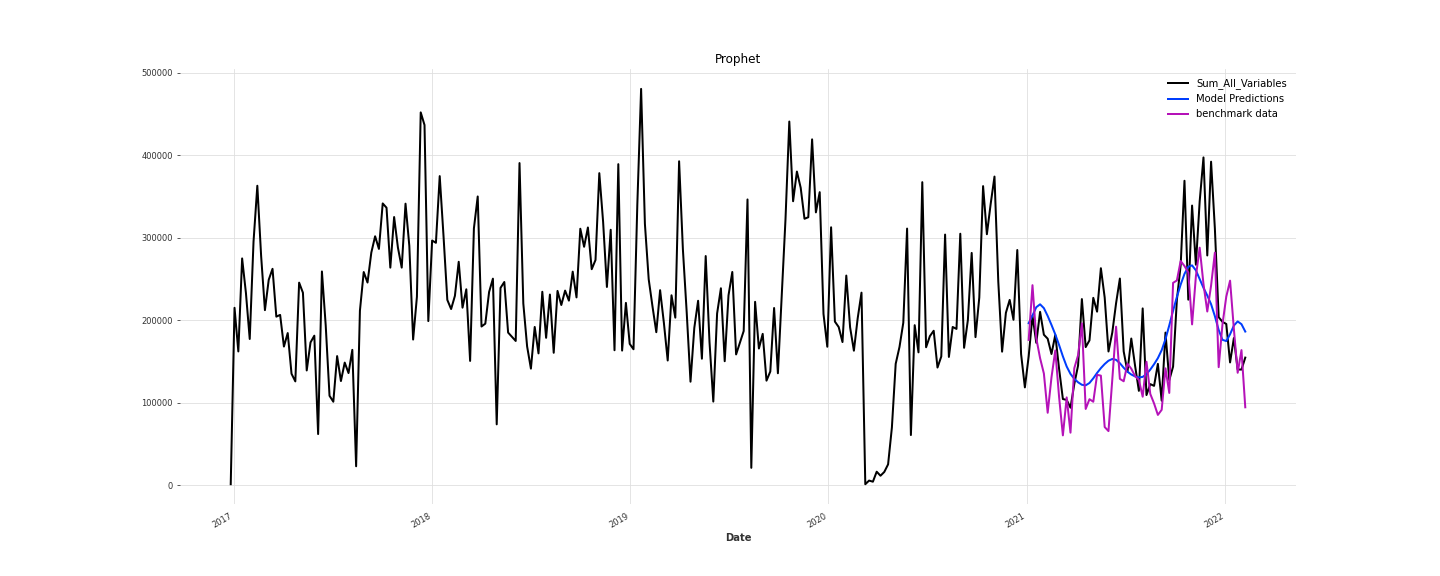 Prophet
Sum_All_Variables
Model Predictions
benchmark data
500000
400000
300000
200000
100000
0
2017
2018
2019
2020
2021
2022
Date